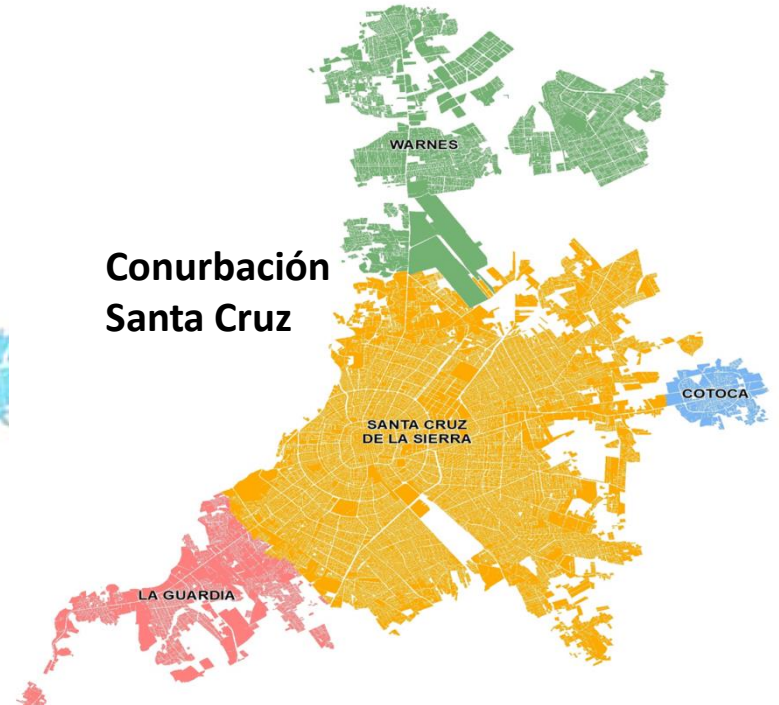 WARNES
Conurbación
Santa Cruz
COTOCA
SANTA CRUZ
DE LA SIERRA
LA GUARDIA